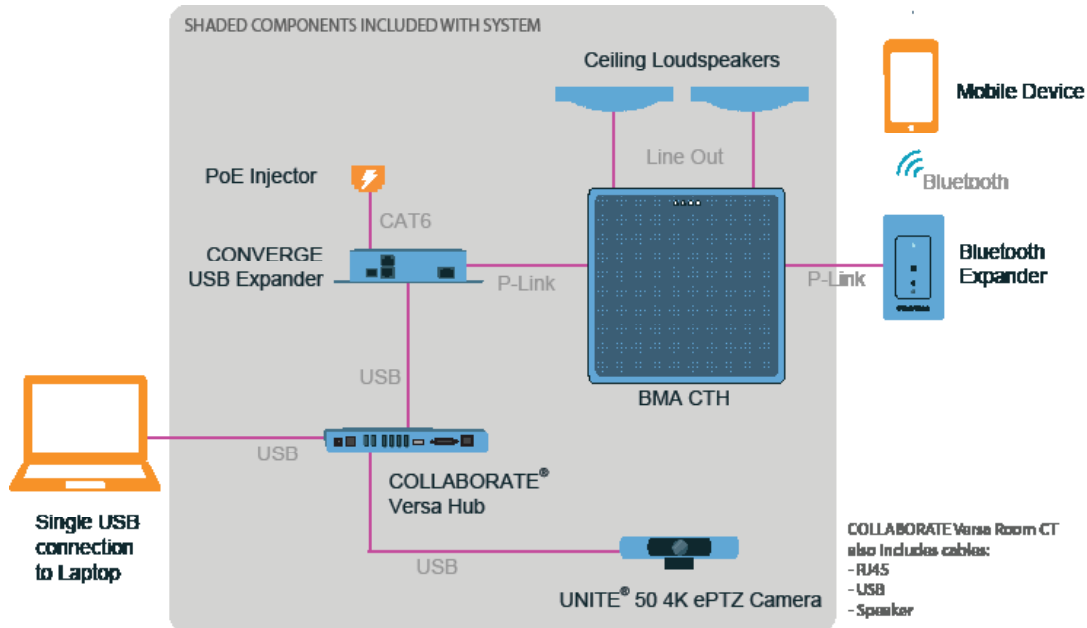 SHADED COMPONENTS INCLUDED WITH SYSTEM
Ceiling Loudspeakers
Mobile Device
Line Out
PoE Injector
Bluetooth
CAT6
CONVERGE
USB Expander
P-Link
P-Link
Bluetooth
Expander
USB
BMA CTH
USB
COLLABORATE®
Versa Hub
Single USB
connection
to Laptop
USB
UNITE® 50 4K ePTZ Camera
COLLABORATE Versa Room CT
also includes cables:
- RJ45
- USB
- Speaker